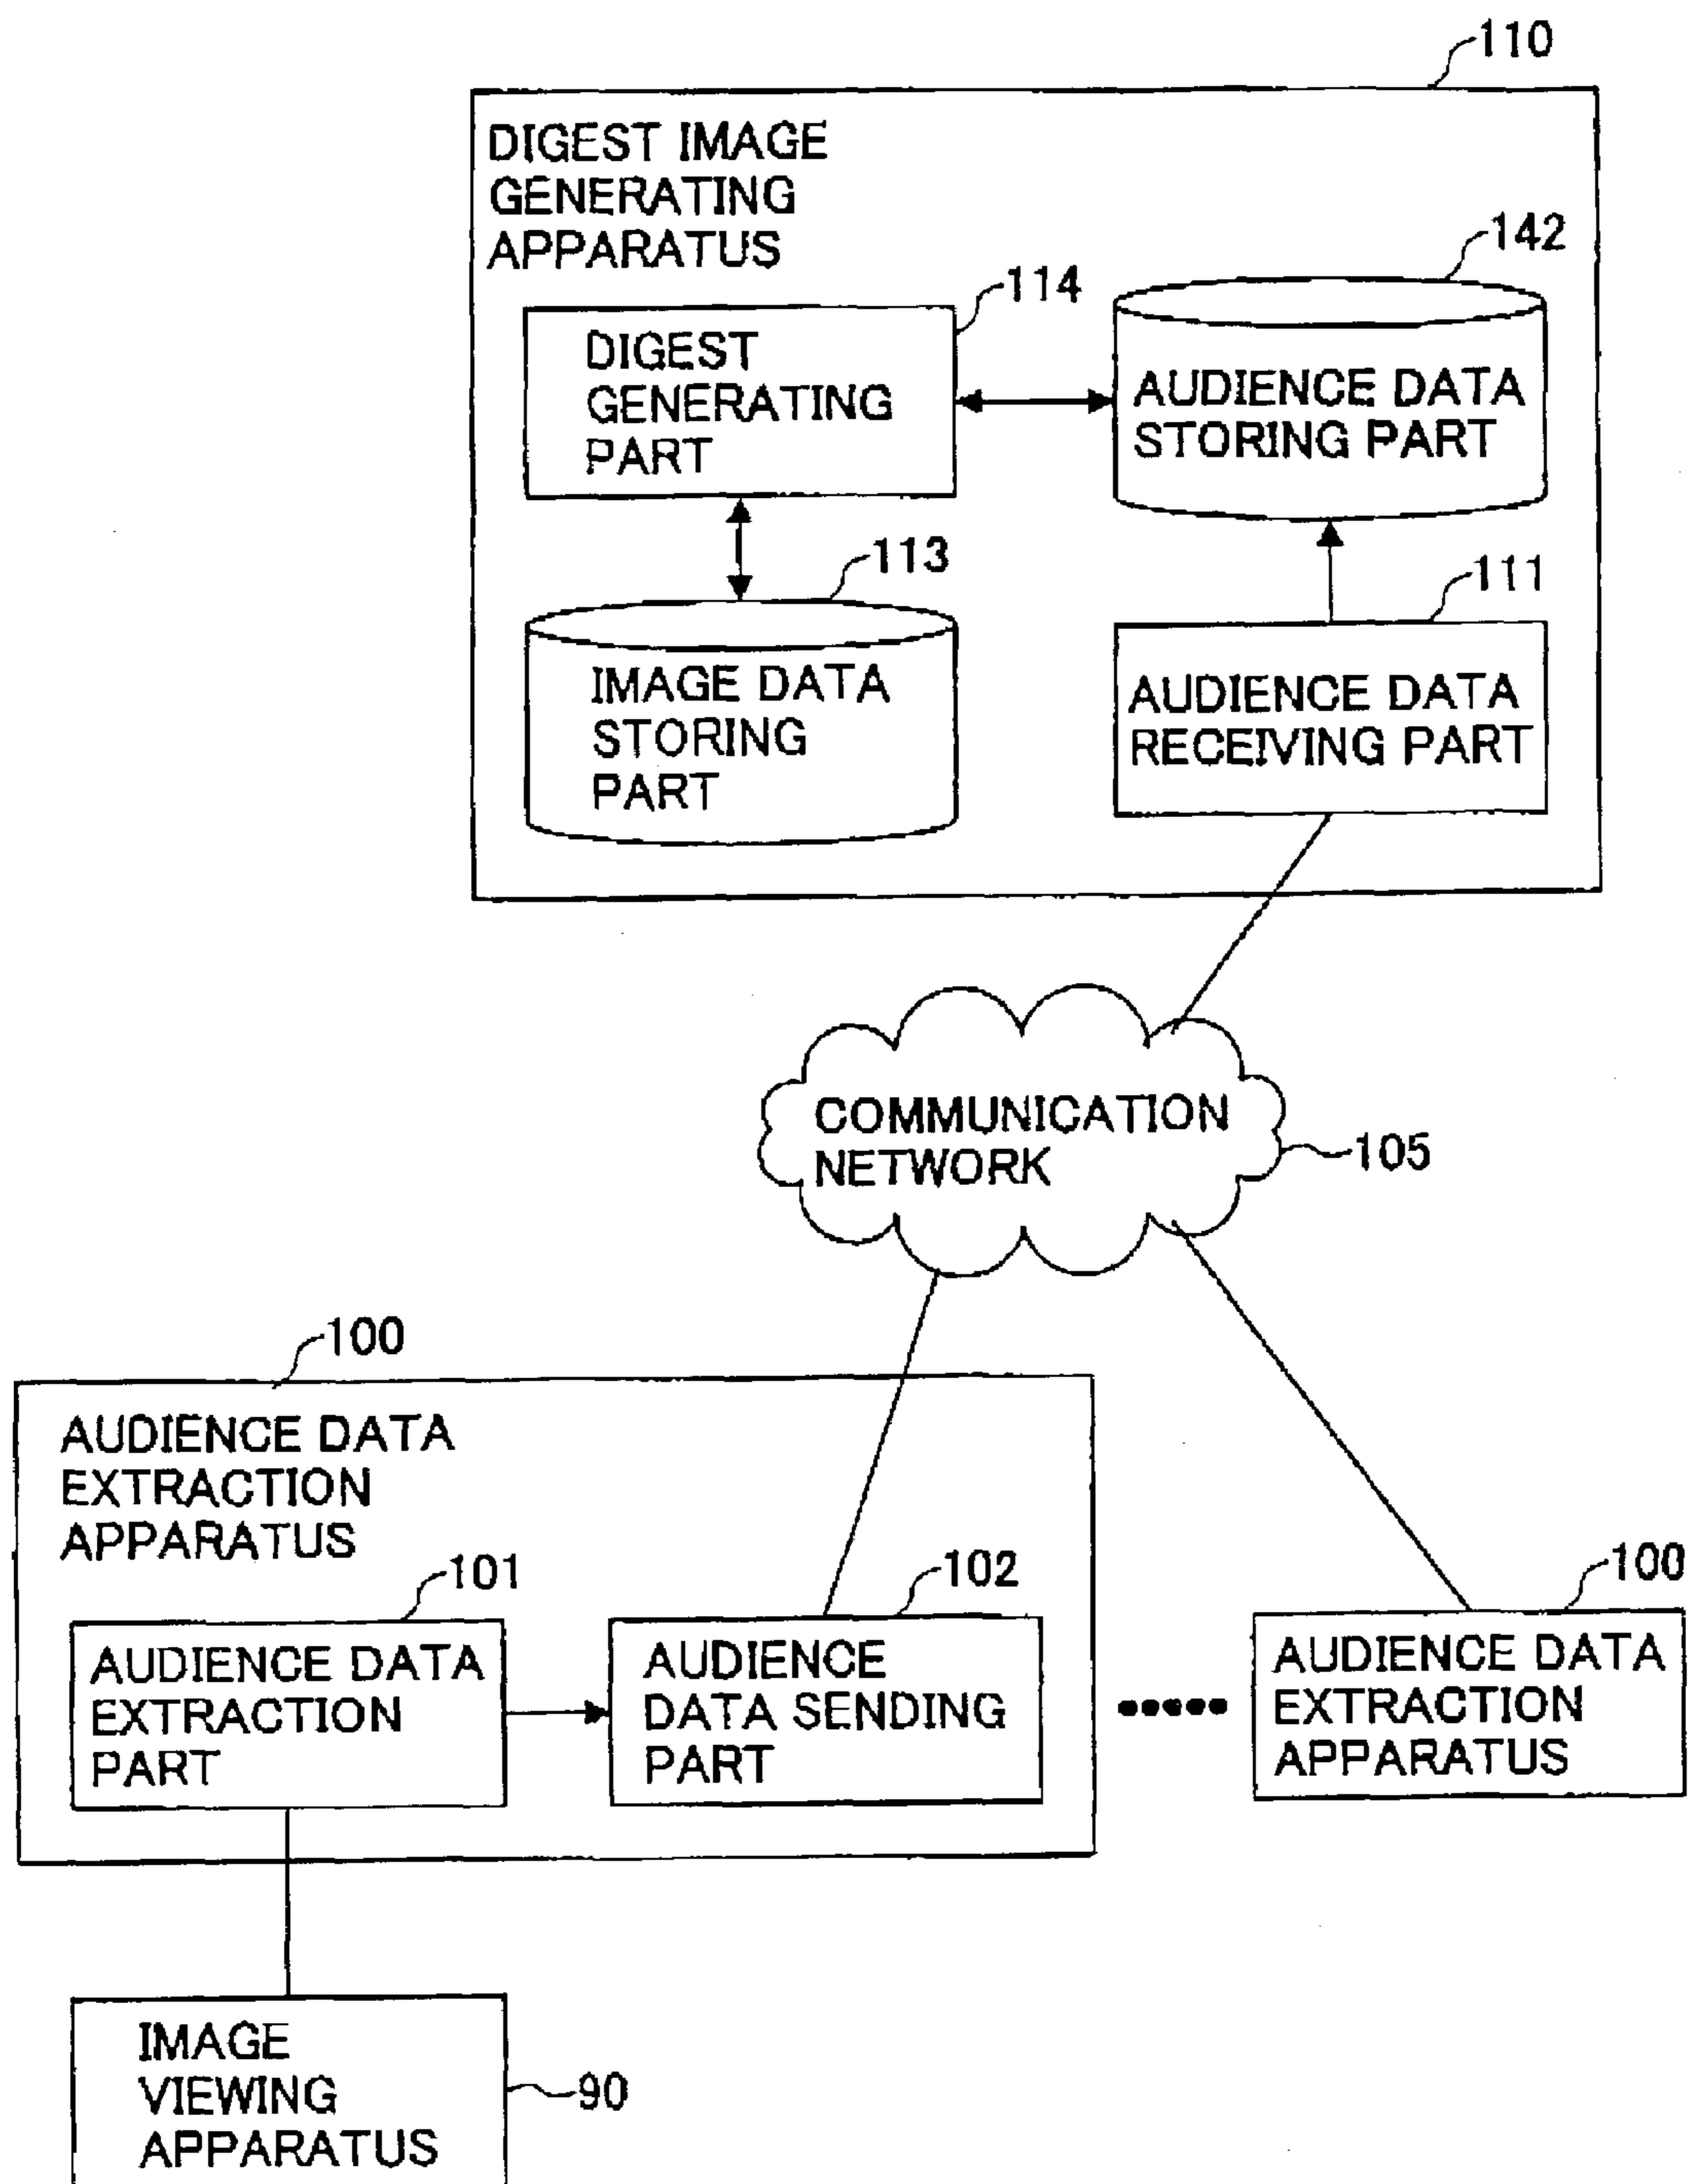 110
DIGEST IMAGE
GENERATING
APPARATUS
142
114
DIGEST
GENERATING
PART
AUDIENCE DATA
STORING PART
113
111
IMAGE DATA
STORING
PART
AUDIENCE DATA
RECEIVING PART
COMMUNICATION
NETWORK
105
100
AUDIENCE DATA
EXTRACTION
APPARATUS
101
102
100
AUDIENCE DATA
EXTRACTION
PART
AUDIENCE
DATA SENDING
PART
AUDIENCE DATA
EXTRACTION
APPARATUS
IMAGE
VIEWING
APPARATUS
90